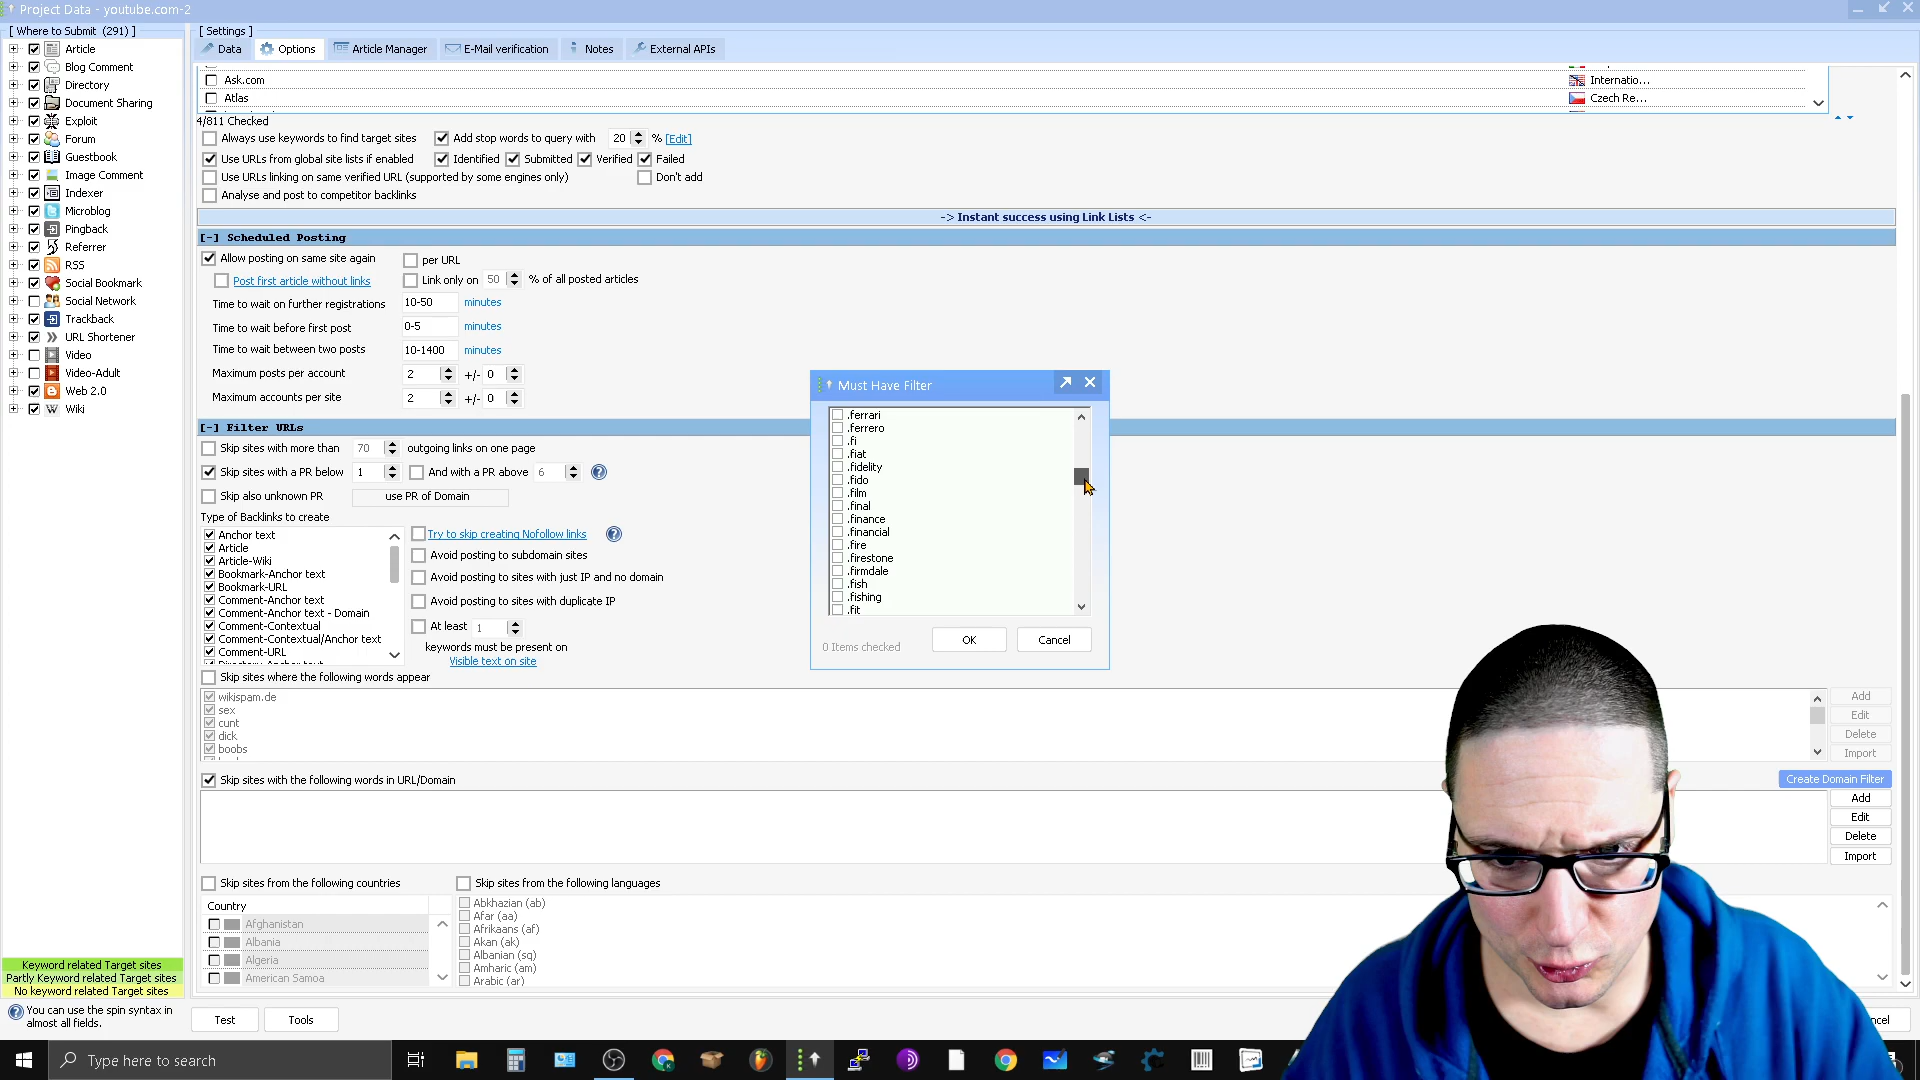 Project Data - youtube.com-2
[ Where to Submit (291) ]
Article
Blog Comment
Directory
Document Sharing
Exploit
Forum
Guestbook
Image Comment
Indexer
Microblog
Pingback
Referrer
RSS
Social Bookmark
Social Network
Trackback
URL Shortener
Video
Video-Adult
Web 2.0
Wiki
Keyword related Target sites
Partly Keyword related Target sites
No keyword related Target sites
You can use the spin syntax in
almost all fields.
[ Settings ]
Data Options Article Manager E-Mail verification Notes External APIs
Ask.com Internatio...
Atlas Czech Re...
4/811 Checked
Always use keywords to find target sites Add stop words to query with 20 % [Edit]
Use URLs from global site lists if enabled Identified Submitted Verified Failed
Use URLs linking on same verified URL (supported by some engines only) Don't add
Analyse and post to competitor backlinks
-> Instant success using Link Lists <-
[-] Scheduled Posting
Allow posting on same site again per URL
Post first article without links Link only on 50 % of all posted articles
Time to wait on further registrations 10-50 minutes
Time to wait before first post 0-5 minutes
Time to wait between two posts 10-1400 minutes
Maximum posts per account 2 +/- 0
Maximum accounts per site 2 +/- 0
[-] Filter URLs
Skip sites with more than 70 outgoing links on one page
Skip sites with a PR below 1 And with a PR above 6
Skip also unknown PR use PR of Domain
Type of Backlinks to create
Anchor text
Article
Article-Wiki
Bookmark-Anchor text
Bookmark-URL
Comment-Anchor text
Comment-Anchor text - Domain
Comment-Contextual
Comment-Contextual/Anchor text
Comment-URL
Directory-Anchor text
Try to skip creating Nofollow links
Avoid posting to subdomain sites
Avoid posting to sites with just IP and no domain
Avoid posting to sites with duplicate IP
At least 1
keywords must be present on
Visible text on site
Must Have Filter
.ferrari
.ferrero
.fi
.fiat
.fidelity
.fido
.film
.final
.finance
.financial
.fire
.firestone
.firmdale
.fish
.fishing
.fit
0 Items checked OK Cancel
Skip sites where the following words appear
wikispam.de
sex
cunt
dick
boobs
Add
Edit
Delete
Import
Skip sites with the following words in URL/Domain
Create Domain Filter
Add
Edit
Delete
Import
Skip sites from the following countries Skip sites from the following languages
Country
Afghanistan
Albania
Algeria
American Samoa
Abkhazian (ab)
Afar (aa)
Afrikaans (af)
Akan (ak)
Albanian (sq)
Amharic (am)
Arabic (ar)
Test Tools
Type here to search